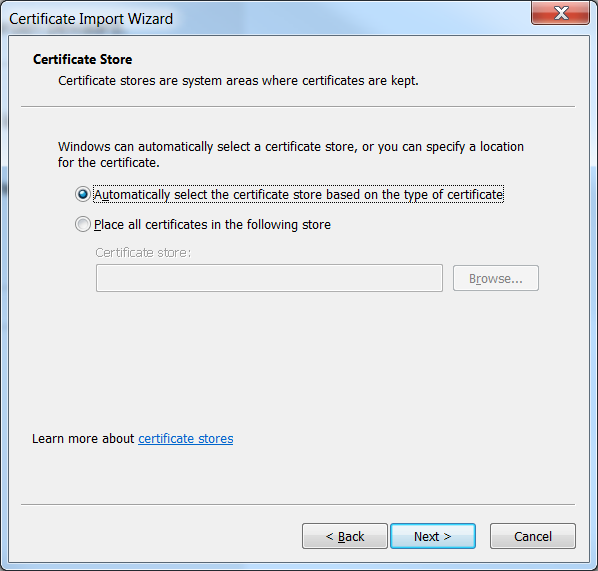 Certificate Import Wizard
Certificate Store
Certificate stores are system areas where certificates are kept.
Windows can automatically select a certificate store, or you can specify a location
for the certificate.
Automatically select the certificate store based on the type of certificate
Place all certificates in the following store
Certificate store:
Browse...
Learn more about certificate stores
< Back
Next >
Cancel